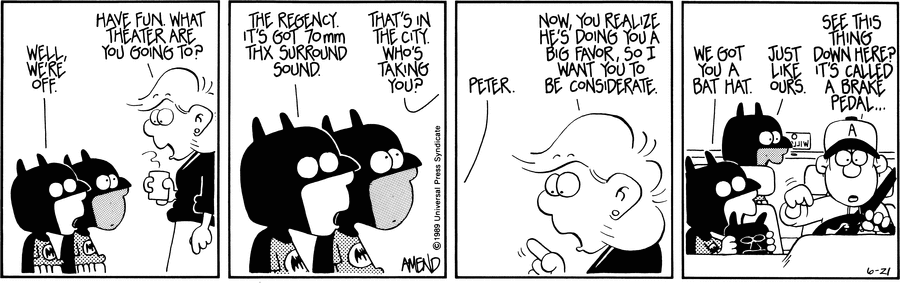 WELL,
WE'RE
OFF.
HAVE FUN. WHAT
THEATER ARE
YOU GOING TO?
THE REGENCY.
IT'S GOT 70mm
THX SURROUND
SOUND.
THAT'S IN
THE CITY.
WHO'S
TAKING
YOU?
©1989 Universal Press Syndicate
AMEND
PETER.
NOW, YOU REALIZE
HE'S DOING YOU A
BIG FAVOR, SO I
WANT YOU TO
BE CONSIDERATE.
WE GOT
YOU A
BAT HAT.
JUST
LIKE
OURS.
SEE THIS
THING
DOWN HERE?
IT'S CALLED
A BRAKE
PEDAL...
A
6-21